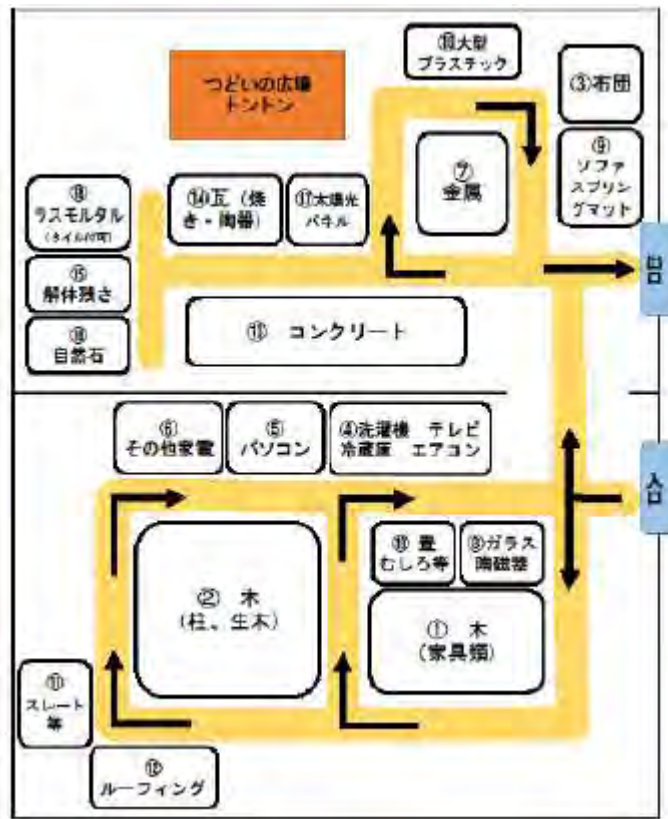 つどいの広場
トントン
大型
プラスチック
③布団
⑨
ソファ
スプリン
グマット
⑦
金属
⑭瓦（焼
き・陶器）
⑰太陽光
パネル
ラスモルタル
(タイル付可)
⑮
解体残さ
自然石
⑬ コンクリート
出口
⑥
その他家電
⑤
パソコン
④洗濯機 テレビ
冷蔵庫 エアコン
入口
⑩ 畳
むしろ等
⑧ガラス
陶磁器
② 木
(柱、生木)
① 木
(家具類)
⑪
スレート
等
⑫
ルーフィング